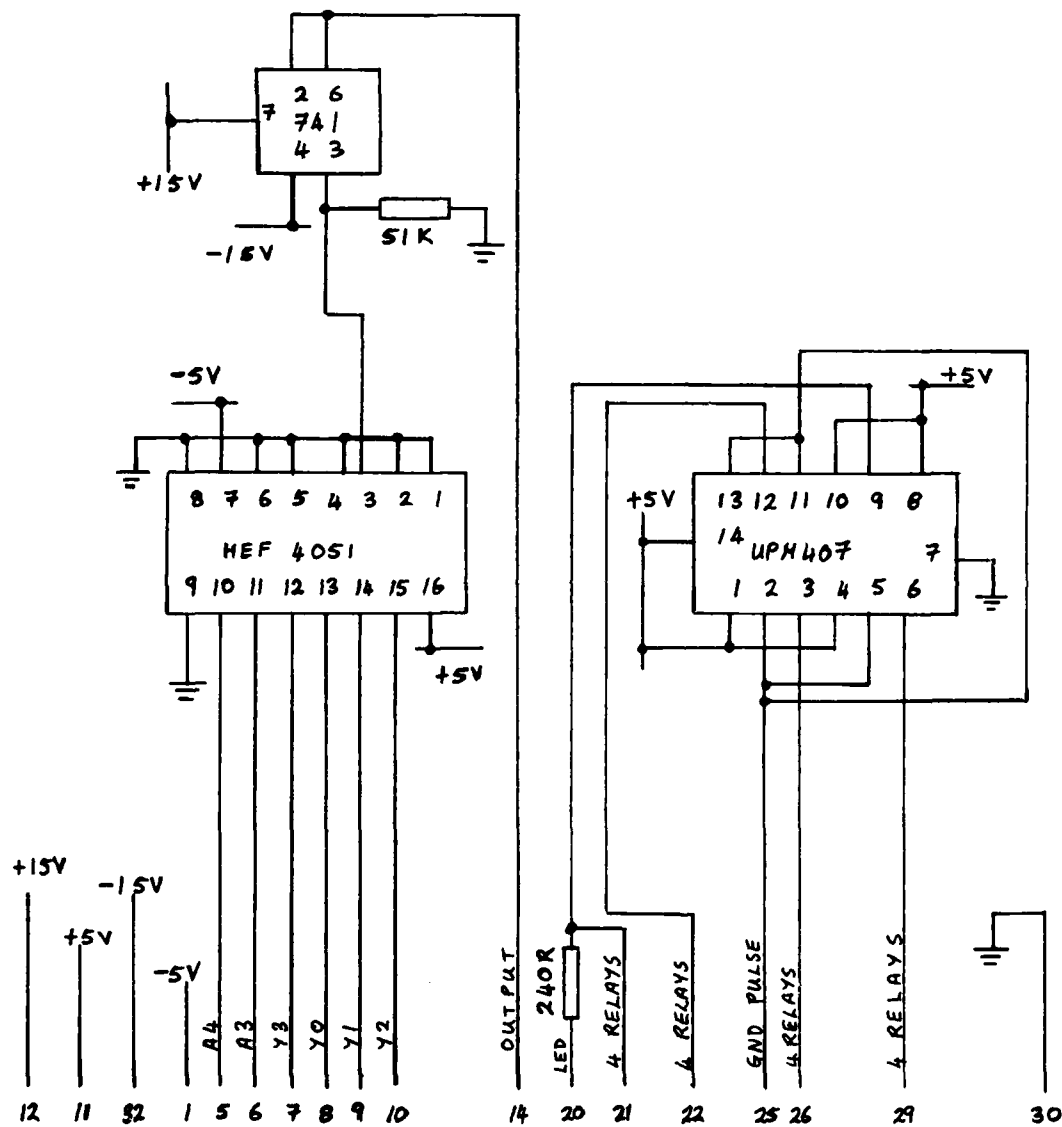 2 6
7 741
4 3
+15V
-15V
51K
-5V
+5V
8 7 6 5 4 3 2 1
HEF 4051
9 10 11 12 13 14 15 16
+5V
+5V
13 12 11 10 9 8
14 UPH407 7
1 2 3 4 5 6
+15V
+5V
-15V
-5V
A4
A3
Y3
Y0
Y1
Y2
OUTPUT
240R
LED
4 RELAYS
4 RELAYS
GND PULSE
4 RELAYS
4 RELAYS
12 11 32 1 5 6 7 8 9 10 14 20 21 22 25 26 29 30